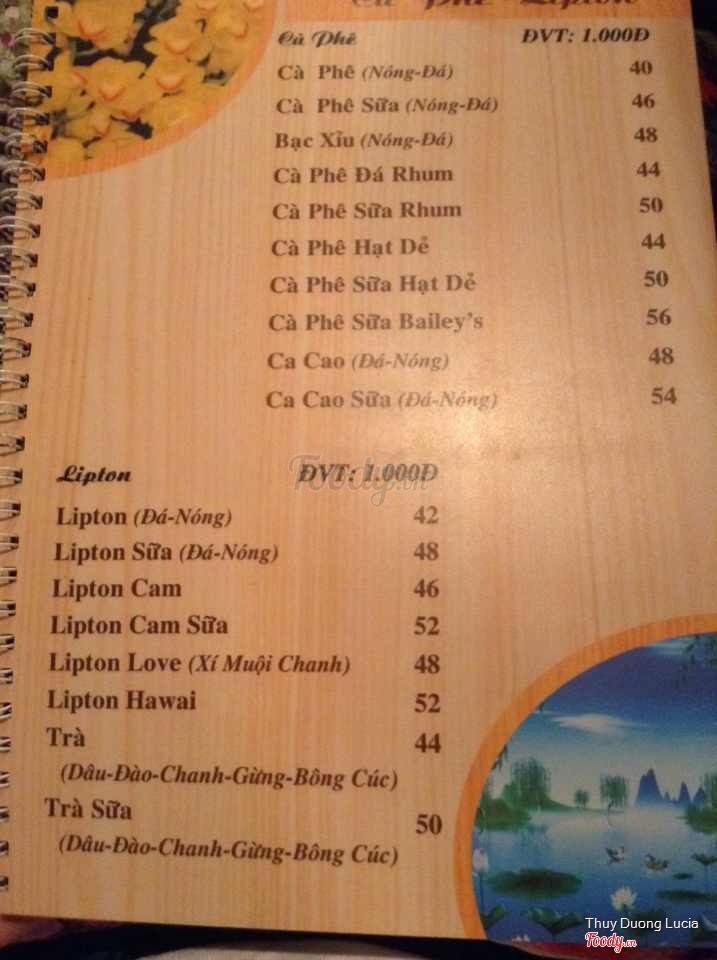 Cà Phê - Lipton
Cà Phê ĐVT: 1.000Đ
Cà Phê (Nóng-Đá) 40
Cà Phê Sữa (Nóng-Đá) 46
Bạc Xỉu (Nóng-Đá) 48
Cà Phê Đá Rhum 44
Cà Phê Sữa Rhum 50
Cà Phê Hạt Dẻ 44
Cà Phê Sữa Hạt Dẻ 50
Cà Phê Sữa Bailey's 56
Ca Cao (Đá-Nóng) 48
Ca Cao Sữa (Đá-Nóng) 54
Lipton ĐVT: 1.000Đ
Foody.vn
Lipton (Đá-Nóng) 42
Lipton Sữa (Đá-Nóng) 48
Lipton Cam 46
Lipton Cam Sữa 52
Lipton Love (Xí Muội Chanh) 48
Lipton Hawai 52
Trà 44
(Dâu-Đào-Chanh-Gừng-Bông Cúc)
Trà Sữa 50
(Dâu-Đào-Chanh-Gừng-Bông Cúc)
Thuy Duong Lucia
Foody.vn